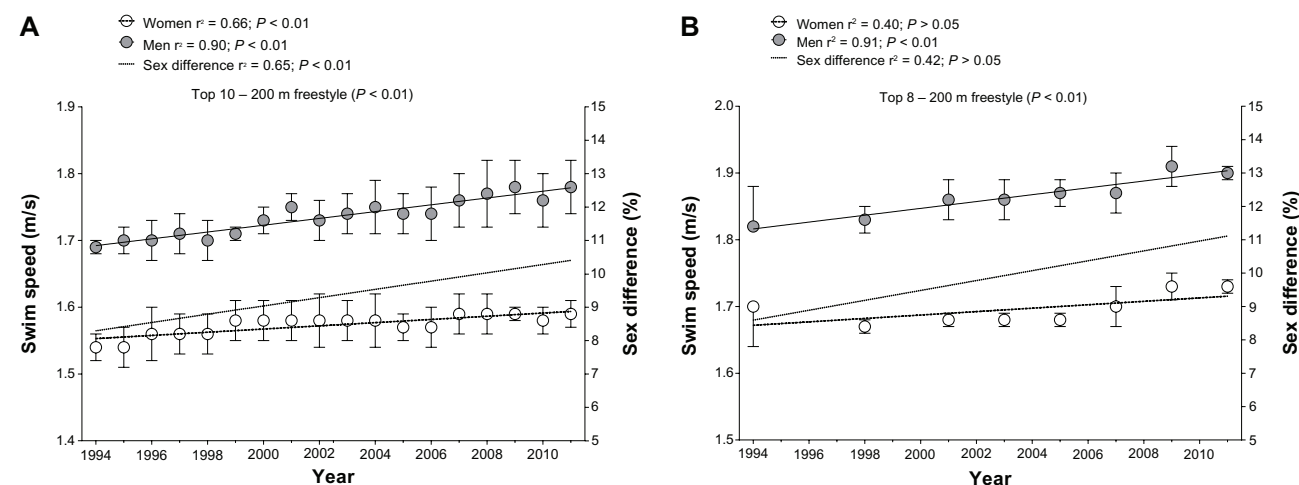 A
Women r² = 0.66; P < 0.01
Men r² = 0.90; P < 0.01
Sex difference r² = 0.65; P < 0.01
Top 10 – 200 m freestyle (P < 0.01)
Swim speed (m/s)
1.9
1.8
1.7
1.6
1.5
1.4
15
14
13
12
11
10
9
8
7
6
5
Sex difference (%)
1994 1996 1998 2000 2002 2004 2006 2008 2010
Year
B
Women r² = 0.40; P > 0.05
Men r² = 0.91; P < 0.01
Sex difference r² = 0.42; P > 0.05
Top 8 – 200 m freestyle (P < 0.01)
Swim speed (m/s)
2.0
1.9
1.8
1.7
1.6
1.5
15
14
13
12
11
10
9
8
7
6
5
Sex difference (%)
1994 1996 1998 2000 2002 2004 2006 2008 2010
Year